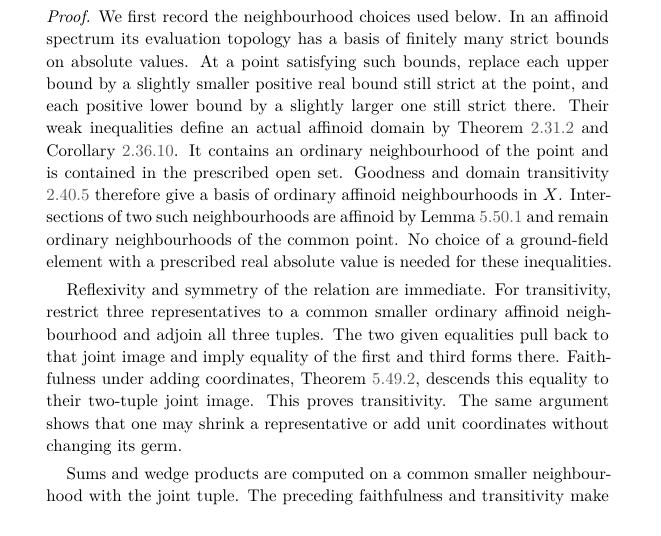 Proof. We first record the neighbourhood choices used below. In an affinoid
spectrum its evaluation topology has a basis of finitely many strict bounds
on absolute values. At a point satisfying such bounds, replace each upper
bound by a slightly smaller positive real bound still strict at the point, and
each positive lower bound by a slightly larger one still strict there. Their
weak inequalities define an actual affinoid domain by Theorem 2.31.2 and
Corollary 2.36.10. It contains an ordinary neighbourhood of the point and
is contained in the prescribed open set. Goodness and domain transitivity
2.40.5 therefore give a basis of ordinary affinoid neighbourhoods in X. Inter-
sections of two such neighbourhoods are affinoid by Lemma 5.50.1 and remain
ordinary neighbourhoods of the common point. No choice of a ground-field
element with a prescribed real absolute value is needed for these inequalities.
Reflexivity and symmetry of the relation are immediate. For transitivity,
restrict three representatives to a common smaller ordinary affinoid neigh-
bourhood and adjoin all three tuples. The two given equalities pull back to
that joint image and imply equality of the first and third forms there. Faith-
fulness under adding coordinates, Theorem 5.49.2, descends this equality to
their two-tuple joint image. This proves transitivity. The same argument
shows that one may shrink a representative or add unit coordinates without
changing its germ.
Sums and wedge products are computed on a common smaller neighbour-
hood with the joint tuple. The preceding faithfulness and transitivity make